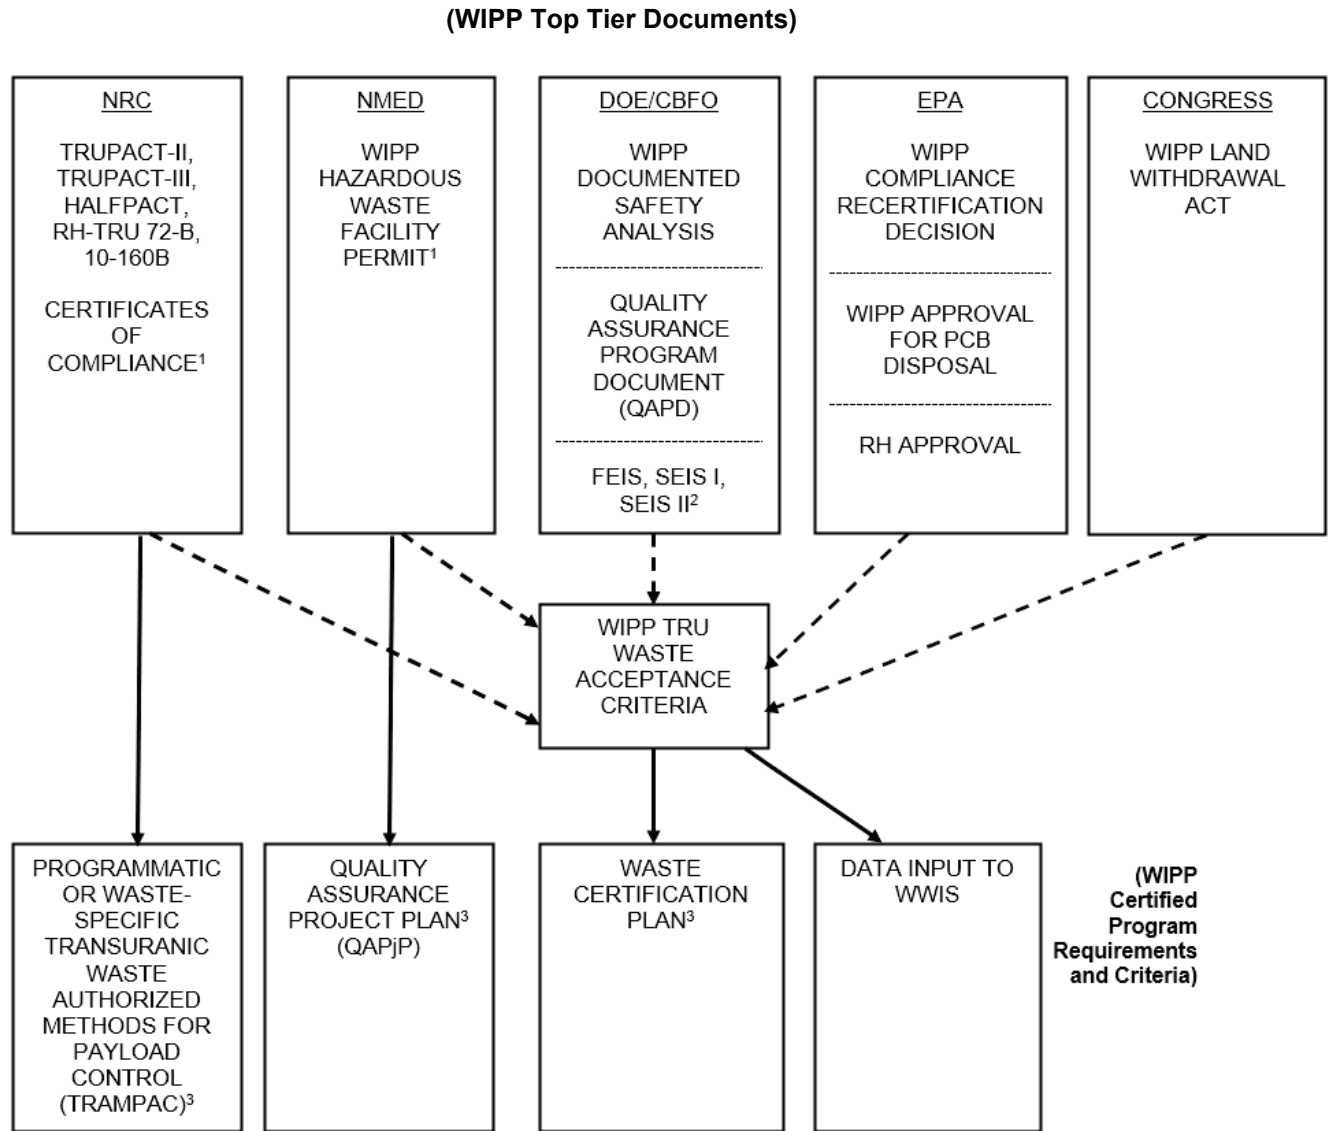 (WIPP Top Tier Documents)
NRC
TRUPACT-II,
TRUPACT-III,
HALFPACT,
RH-TRU 72-B,
10-160B
CERTIFICATES
OF
COMPLIANCE¹
NMED
WIPP
HAZARDOUS
WASTE
FACILITY
PERMIT¹
DOE/CBFO
WIPP
DOCUMENTED
SAFETY
ANALYSIS
QUALITY
ASSURANCE
PROGRAM
DOCUMENT
(QAPD)
FEIS, SEIS I,
SEIS II²
EPA
WIPP
COMPLIANCE
RECERTIFICATION
DECISION
WIPP APPROVAL
FOR PCB
DISPOSAL
RH APPROVAL
CONGRESS
WIPP LAND
WITHDRAWAL
ACT
WIPP TRU
WASTE
ACCEPTANCE
CRITERIA
PROGRAMMATIC
OR WASTE-
SPECIFIC
TRANSURANIC
WASTE
AUTHORIZED
METHODS FOR
PAYLOAD
CONTROL
(TRAMPAC)³
QUALITY
ASSURANCE
PROJECT PLAN³
(QAPjP)
WASTE
CERTIFICATION
PLAN³
DATA INPUT TO
WWIS
(WIPP
Certified
Program
Requirements
and Criteria)